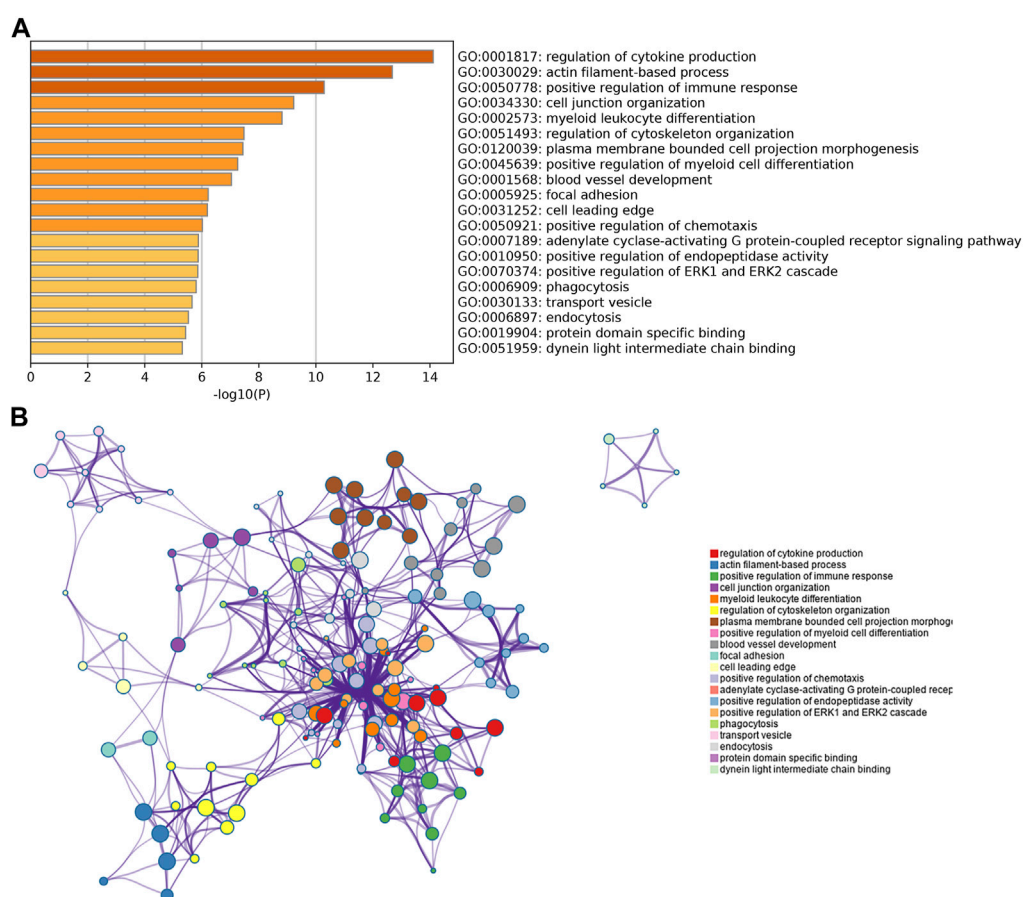 A
GO:0001817: regulation of cytokine production
GO:0030029: actin filament-based process
GO:0050778: positive regulation of immune response
GO:0034330: cell junction organization
GO:0002573: myeloid leukocyte differentiation
GO:0051493: regulation of cytoskeleton organization
GO:0120039: plasma membrane bounded cell projection morphogenesis
GO:0045639: positive regulation of myeloid cell differentiation
GO:0001568: blood vessel development
GO:0005925: focal adhesion
GO:0031252: cell leading edge
GO:0050921: positive regulation of chemotaxis
GO:0007189: adenylate cyclase-activating G protein-coupled receptor signaling pathway
GO:0010950: positive regulation of endopeptidase activity
GO:0070374: positive regulation of ERK1 and ERK2 cascade
GO:0006909: phagocytosis
GO:0030133: transport vesicle
GO:0006897: endocytosis
GO:0019904: protein domain specific binding
GO:0051959: dynein light intermediate chain binding
0 2 4 6 8 10 12 14
-log10(P)
B
regulation of cytokine production
actin filament-based process
positive regulation of immune response
cell junction organization
myeloid leukocyte differentiation
regulation of cytoskeleton organization
plasma membrane bounded cell projection morphoge
positive regulation of myeloid cell differentiation
blood vessel development
focal adhesion
cell leading edge
positive regulation of chemotaxis
adenylate cyclase-activating G protein-coupled recep
positive regulation of endopeptidase activity
positive regulation of ERK1 and ERK2 cascade
phagocytosis
transport vesicle
endocytosis
protein domain specific binding
dynein light intermediate chain binding